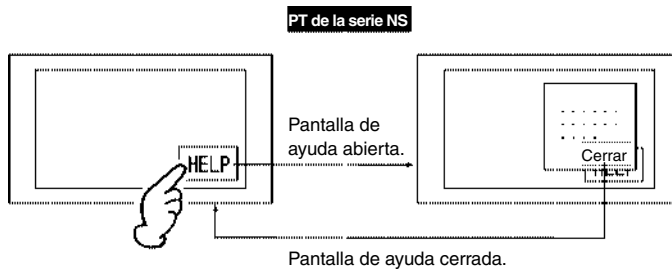 PT de la serie NS
HELP
Pantalla de
ayuda abierta.
Cerrar
Pantalla de ayuda cerrada.